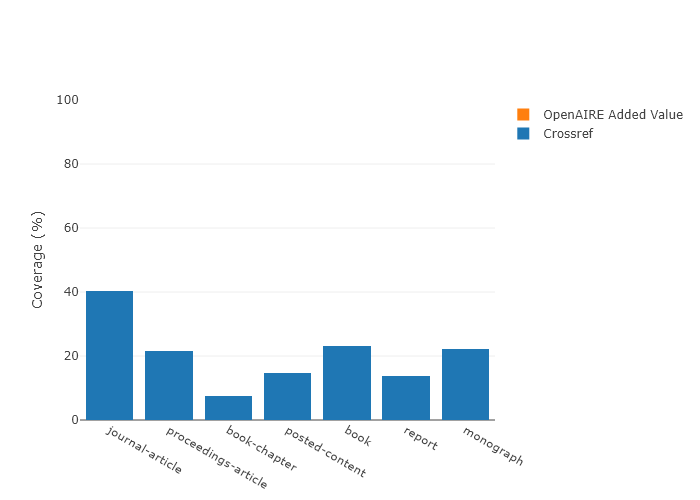 100
80
60
40
20
0
Coverage (%)
journal-article
proceedings-article
book-chapter
posted-content
book
report
monograph
OpenAIRE Added Value
Crossref